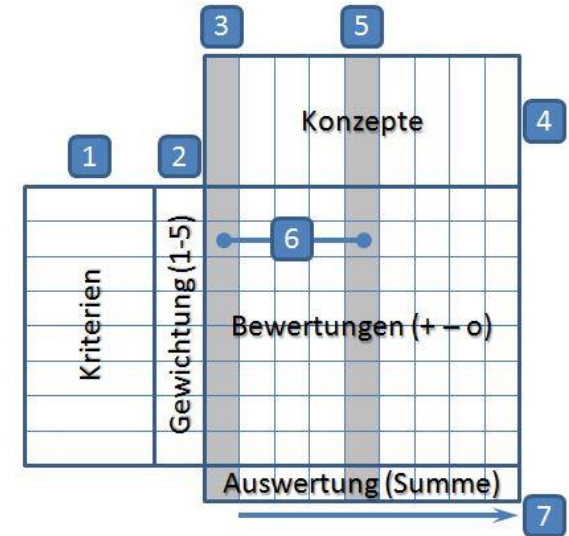 3
5
Konzepte
4
1
2
6
Kriterien
Gewichtung (1-5)
Bewertungen (+ – o)
Auswertung (Summe)
7